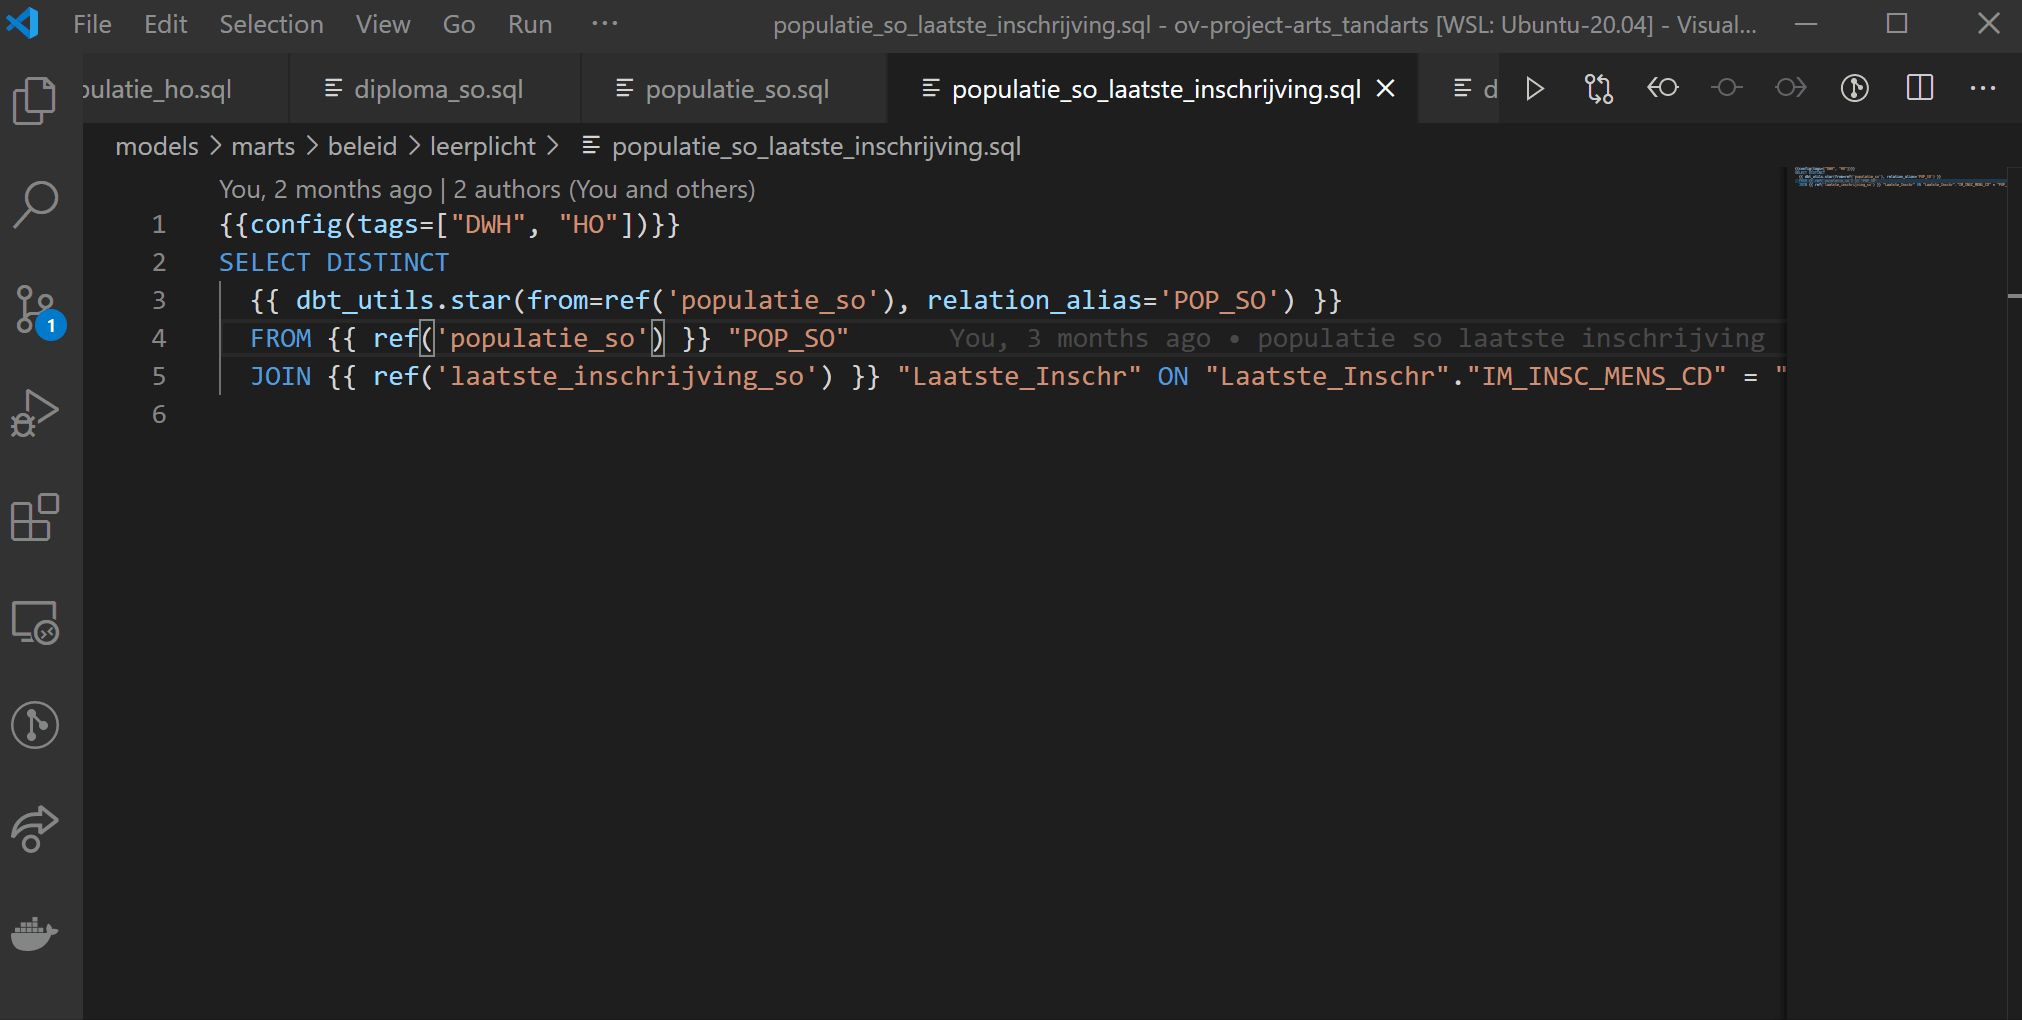 File Edit Selection View Go Run ··· populatie_so_laatste_inschrijving.sql - ov-project-arts_tandarts [WSL: Ubuntu-20.04] - Visual...
pulatie_ho.sql diploma_so.sql populatie_so.sql populatie_so_laatste_inschrijving.sql d
models > marts > beleid > leerplicht > populatie_so_laatste_inschrijving.sql
You, 2 months ago | 2 authors (You and others)
1 {{config(tags=["DWH", "HO"])}}
2 SELECT DISTINCT
3 {{ dbt_utils.star(from=ref('populatie_so'), relation_alias='POP_SO') }}
4 FROM {{ ref('populatie_so') }} "POP_SO" You, 3 months ago • populatie so laatste inschrijving
5 JOIN {{ ref('laatste_inschrijving_so') }} "Laatste_Inschr" ON "Laatste_Inschr"."IM_INSC_MENS_CD" = "
6
1